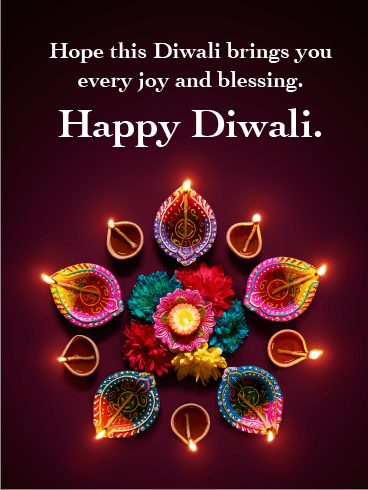 Hope this Diwali brings you
every joy and blessing.
Happy Diwali.